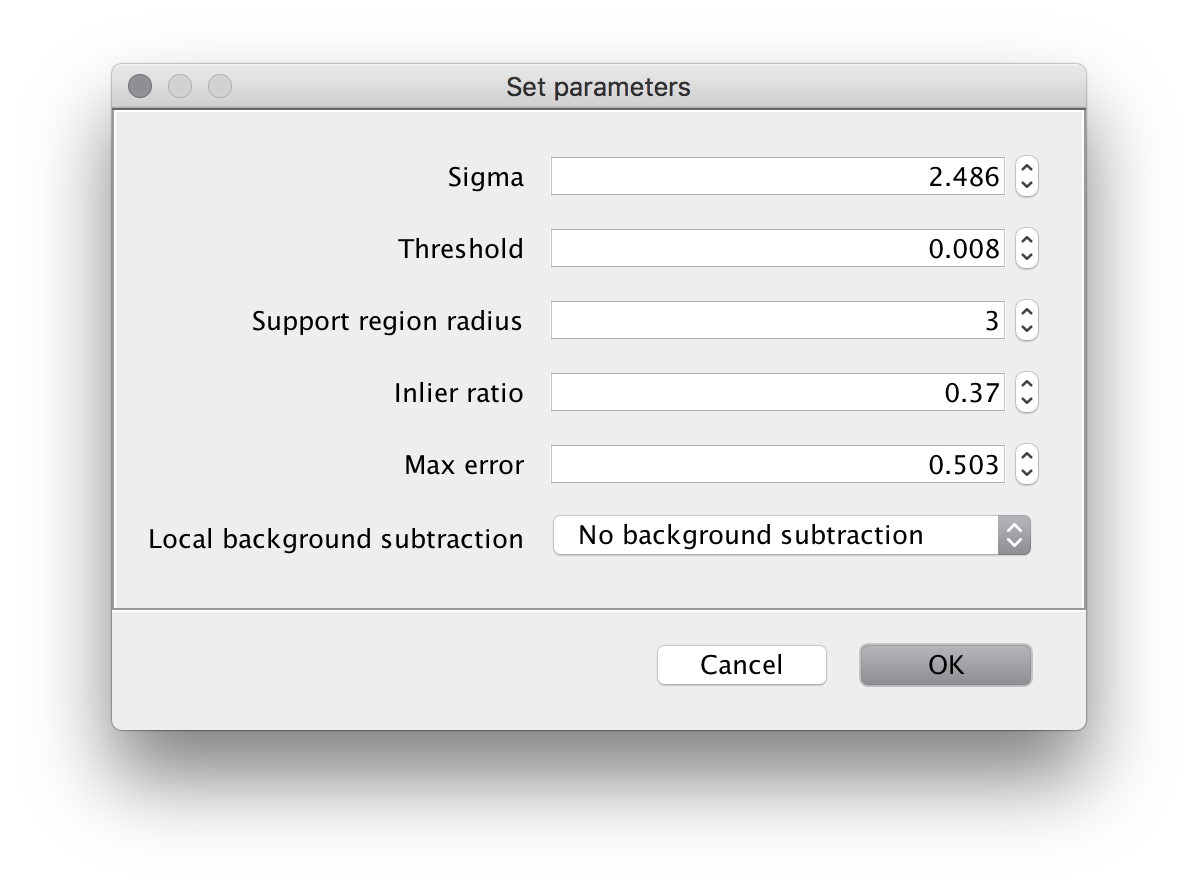 Set parameters
Sigma 2.486
Threshold 0.008
Support region radius 3
Inlier ratio 0.37
Max error 0.503
Local background subtraction No background subtraction
Cancel OK